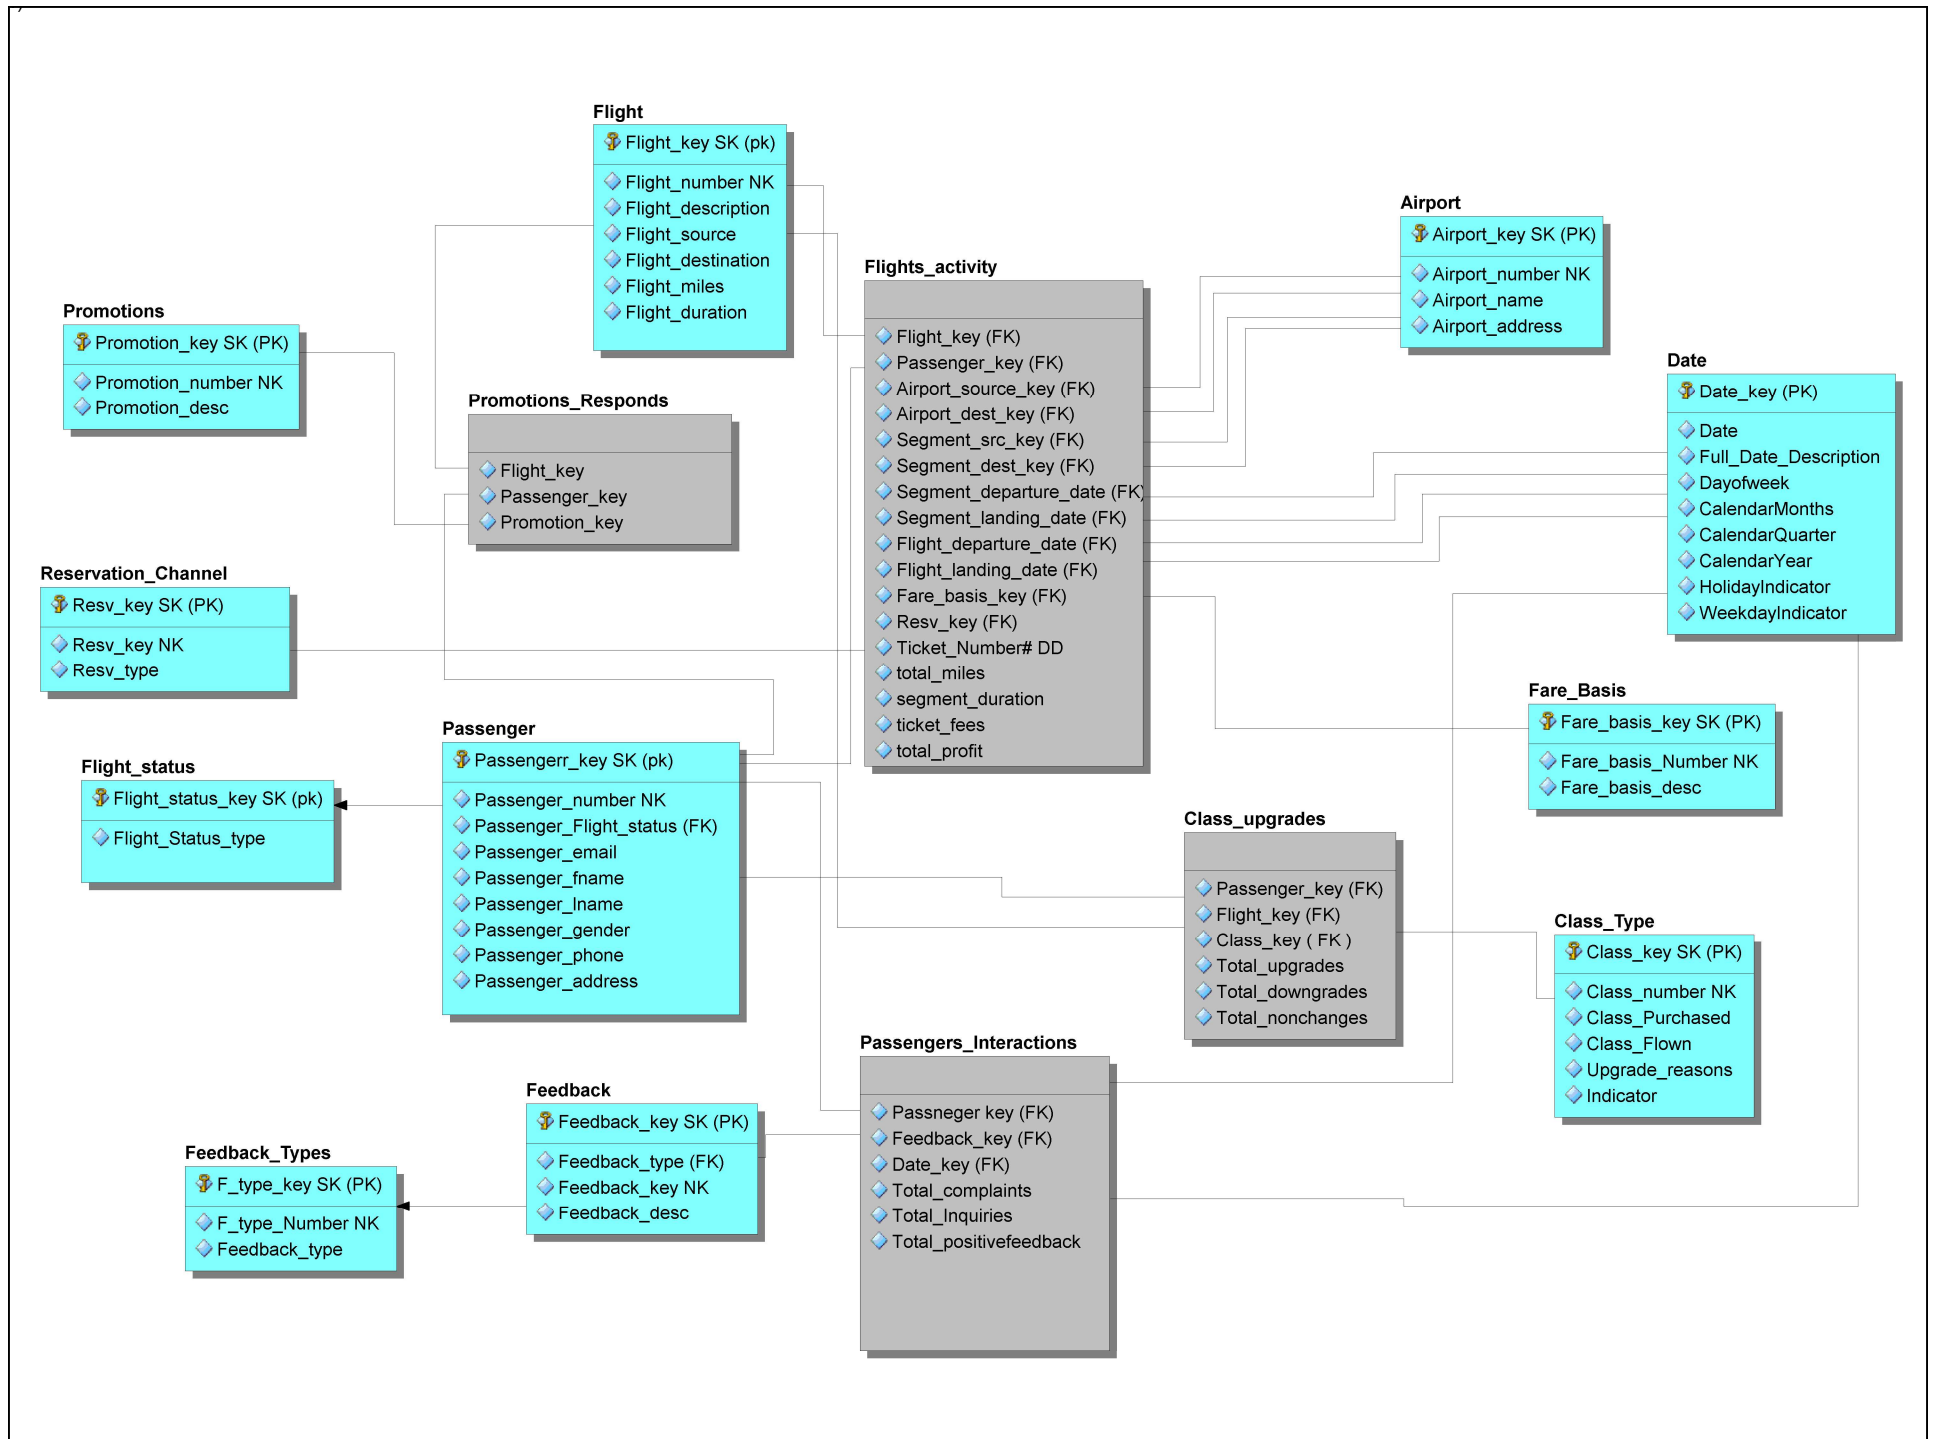 Flight
Flight_key SK (pk)
Flight_number NK
Flight_description
Flight_source
Flight_destination
Flight_miles
Flight_duration
Airport
Airport_key SK (PK)
Airport_number NK
Airport_name
Airport_address
Flights_activity
Flight_key (FK)
Passenger_key (FK)
Airport_source_key (FK)
Airport_dest_key (FK)
Segment_src_key (FK)
Segment_dest_key (FK)
Segment_departure_date (FK)
Segment_landing_date (FK)
Flight_departure_date (FK)
Flight_landing_date (FK)
Fare_basis_key (FK)
Resv_key (FK)
Ticket_Number# DD
total_miles
segment_duration
ticket_fees
total_profit
Promotions
Promotion_key SK (PK)
Promotion_number NK
Promotion_desc
Date
Date_key (PK)
Date
Full_Date_Description
Dayofweek
CalendarMonths
CalendarQuarter
CalendarYear
HolidayIndicator
WeekdayIndicator
Promotions_Responds
Flight_key
Passenger_key
Promotion_key
Reservation_Channel
Resv_key SK (PK)
Resv_key NK
Resv_type
Fare_Basis
Fare_basis_key SK (PK)
Fare_basis_Number NK
Fare_basis_desc
Passenger
Passengerr_key SK (pk)
Passenger_number NK
Passenger_Flight_status (FK)
Passenger_email
Passenger_fname
Passenger_lname
Passenger_gender
Passenger_phone
Passenger_address
Flight_status
Flight_status_key SK (pk)
Flight_Status_type
Class_upgrades
Passenger_key (FK)
Flight_key (FK)
Class_key ( FK )
Total_upgrades
Total_downgrades
Total_nonchanges
Class_Type
Class_key SK (PK)
Class_number NK
Class_Purchased
Class_Flown
Upgrade_reasons
Indicator
Passengers_Interactions
Passneger key (FK)
Feedback_key (FK)
Date_key (FK)
Total_complaints
Total_Inquiries
Total_positivefeedback
Feedback
Feedback_key SK (PK)
Feedback_type (FK)
Feedback_key NK
Feedback_desc
Feedback_Types
F_type_key SK (PK)
F_type_Number NK
Feedback_type